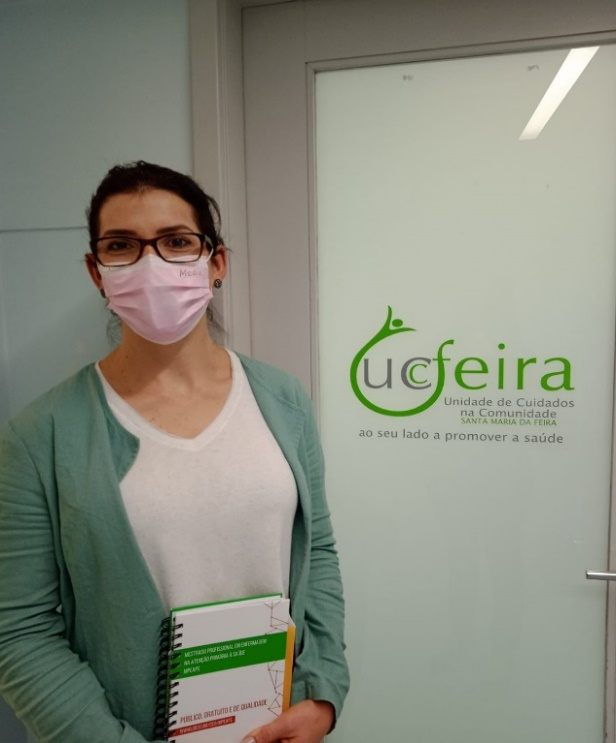 uccfeira
Unidade de Cuidados
na Comunidade
SANTA MARIA DA FEIRA
ao seu lado a promover a saúde
MESTRADO PROFISSIONAL EM ENFERMAGEM
NA ATENÇÃO PRIMÁRIA À SAÚDE
MPEAPS
PÚBLICO, GRATUITO E DE QUALIDADE